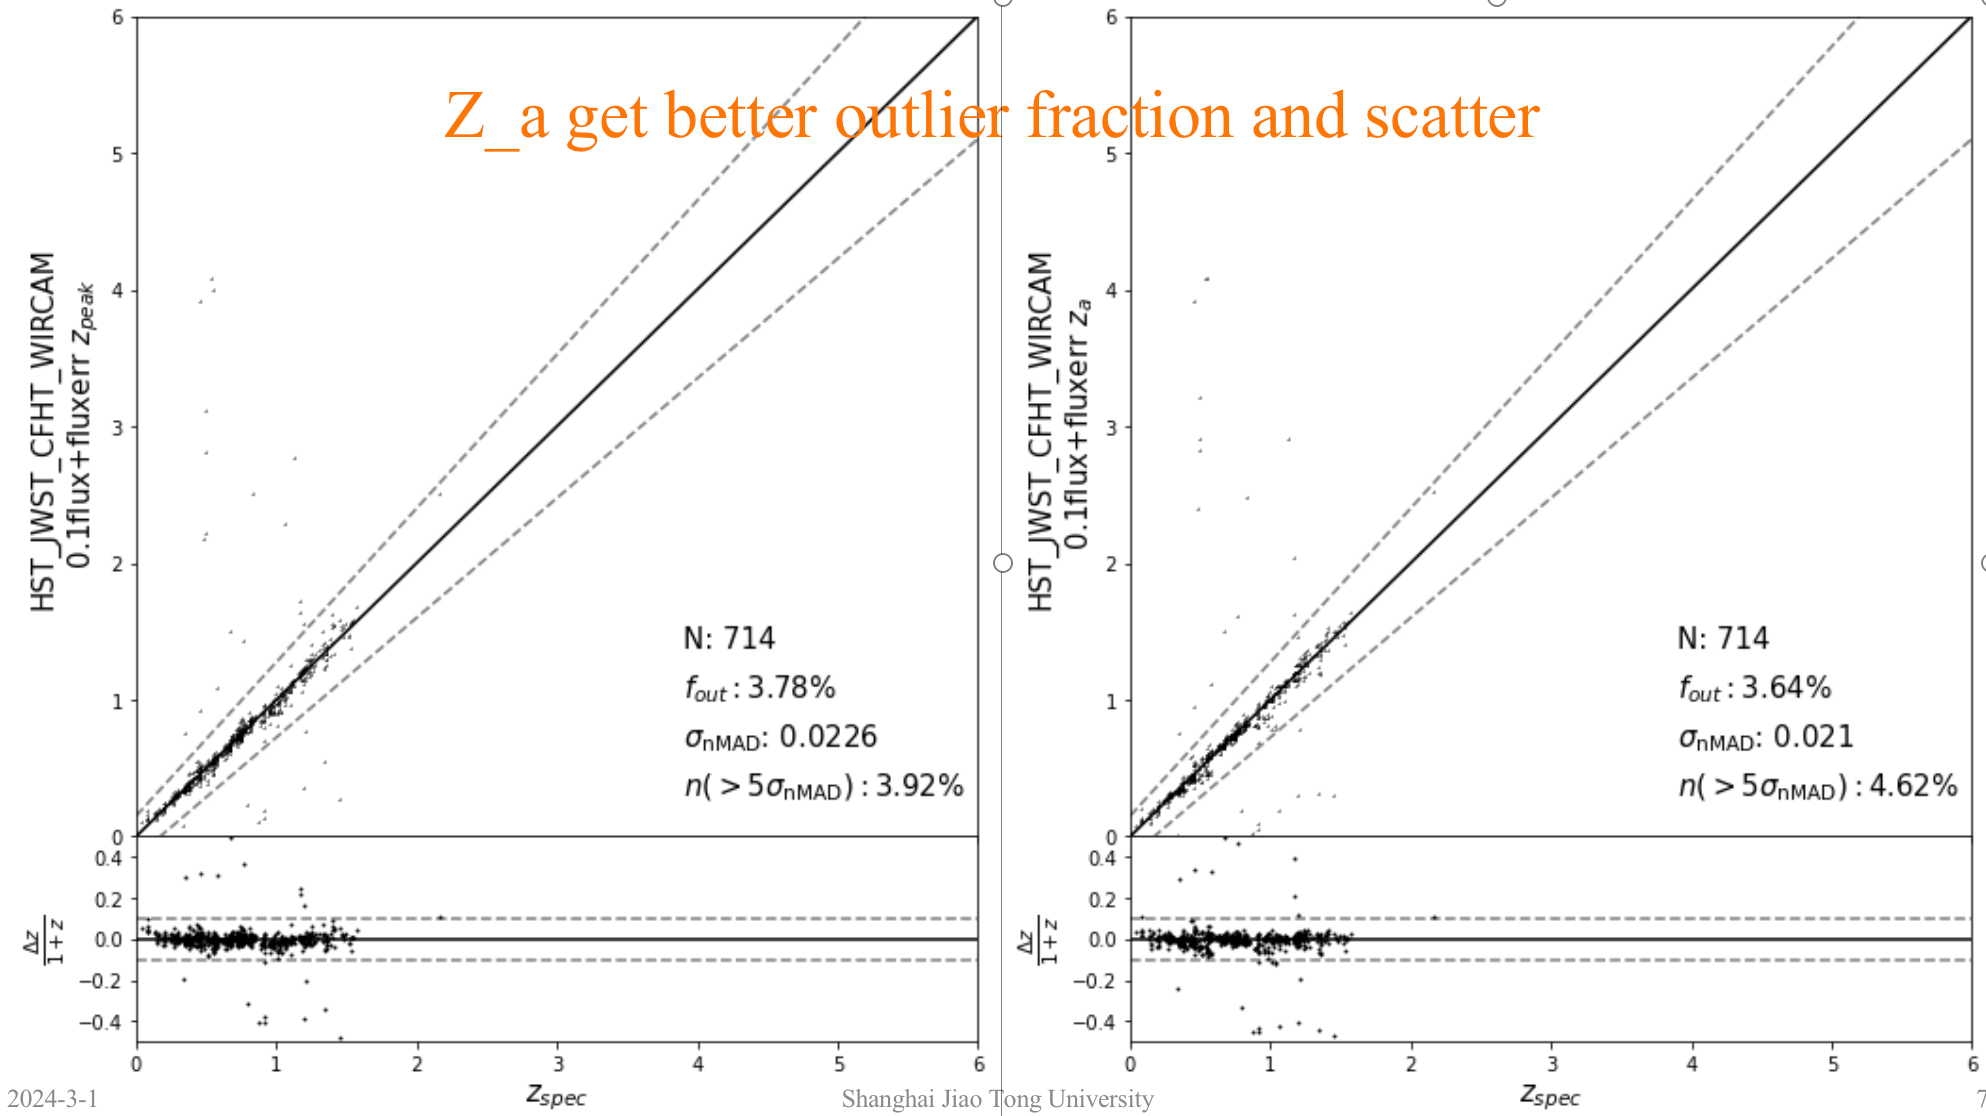 Z_a get better outlier fraction and scatter
HST_JWST_CFHT_WIRCAM
0.1flux+fluxerr z_peak
6
5
4
3
2
1
0
N: 714
f_out : 3.78%
σ_nMAD: 0.0226
n( > 5σ_nMAD) : 3.92%
Δz
1 + z
0.4
0.2
0.0
−0.2
−0.4
0 1 2 3 4 5 6
z_spec
HST_JWST_CFHT_WIRCAM
0.1flux+fluxerr z_a
6
5
4
3
2
1
0
N: 714
f_out : 3.64%
σ_nMAD: 0.021
n( > 5σ_nMAD) : 4.62%
Δz
1 + z
0.4
0.2
0.0
−0.2
−0.4
0 1 2 3 4 5 6
z_spec
2024-3-1
Shanghai Jiao Tong University
7